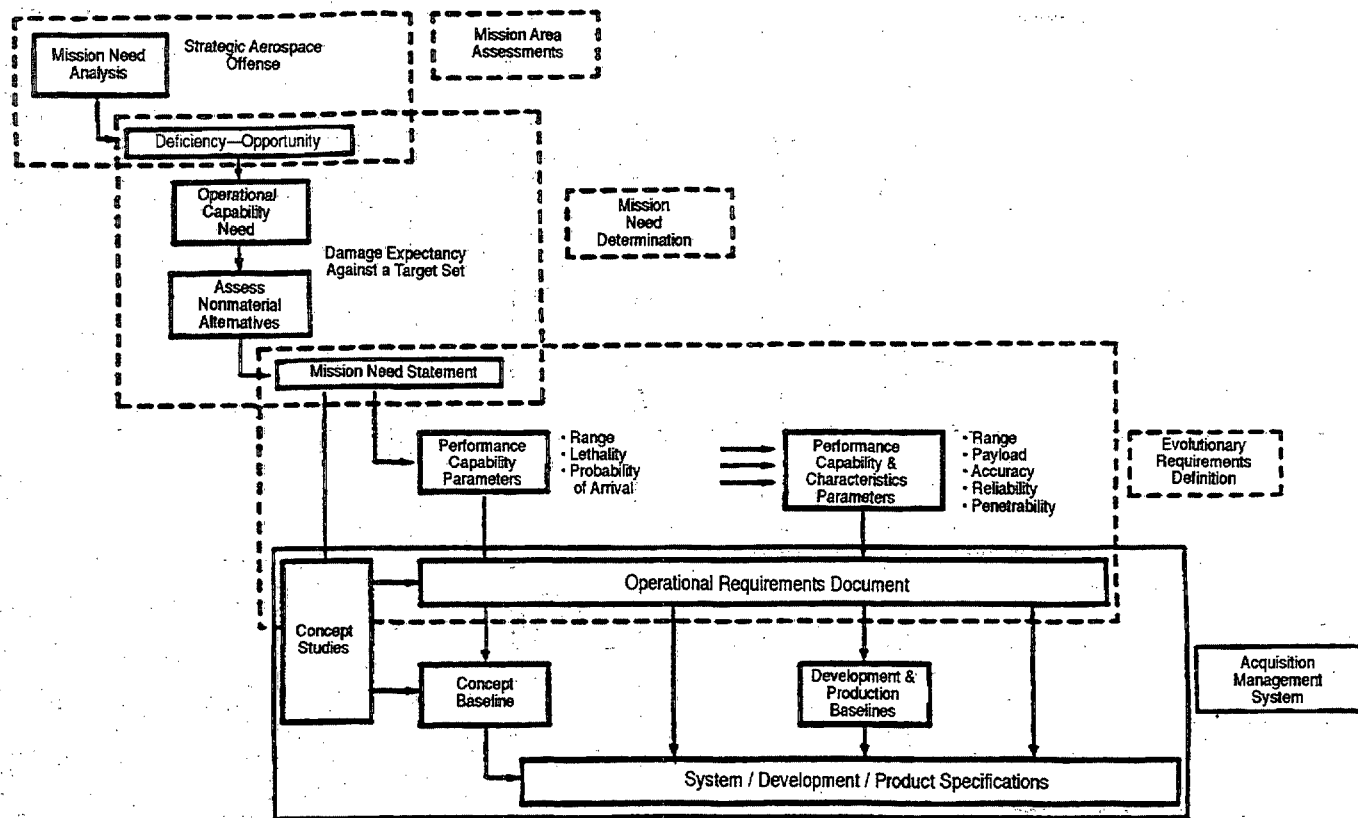 Mission Need
Analysis
Strategic Aerospace
Offense
Mission Area
Assessments
Deficiency—Opportunity
Operational
Capability
Need
Mission
Need
Determination
Damage Expectancy
Against a Target Set
Assess
Nonmaterial
Alternatives
Mission Need Statement
Performance
Capability
Parameters
• Range
• Lethality
• Probability
of Arrival
Performance
Capability &
Characteristics
Parameters
• Range
• Payload
• Accuracy
• Reliability
• Penetrability
Evolutionary
Requirements
Definition
Operational Requirements Document
Concept
Studies
Concept
Baseline
Development &
Production
Baselines
Acquisition
Management
System
System / Development / Product Specifications